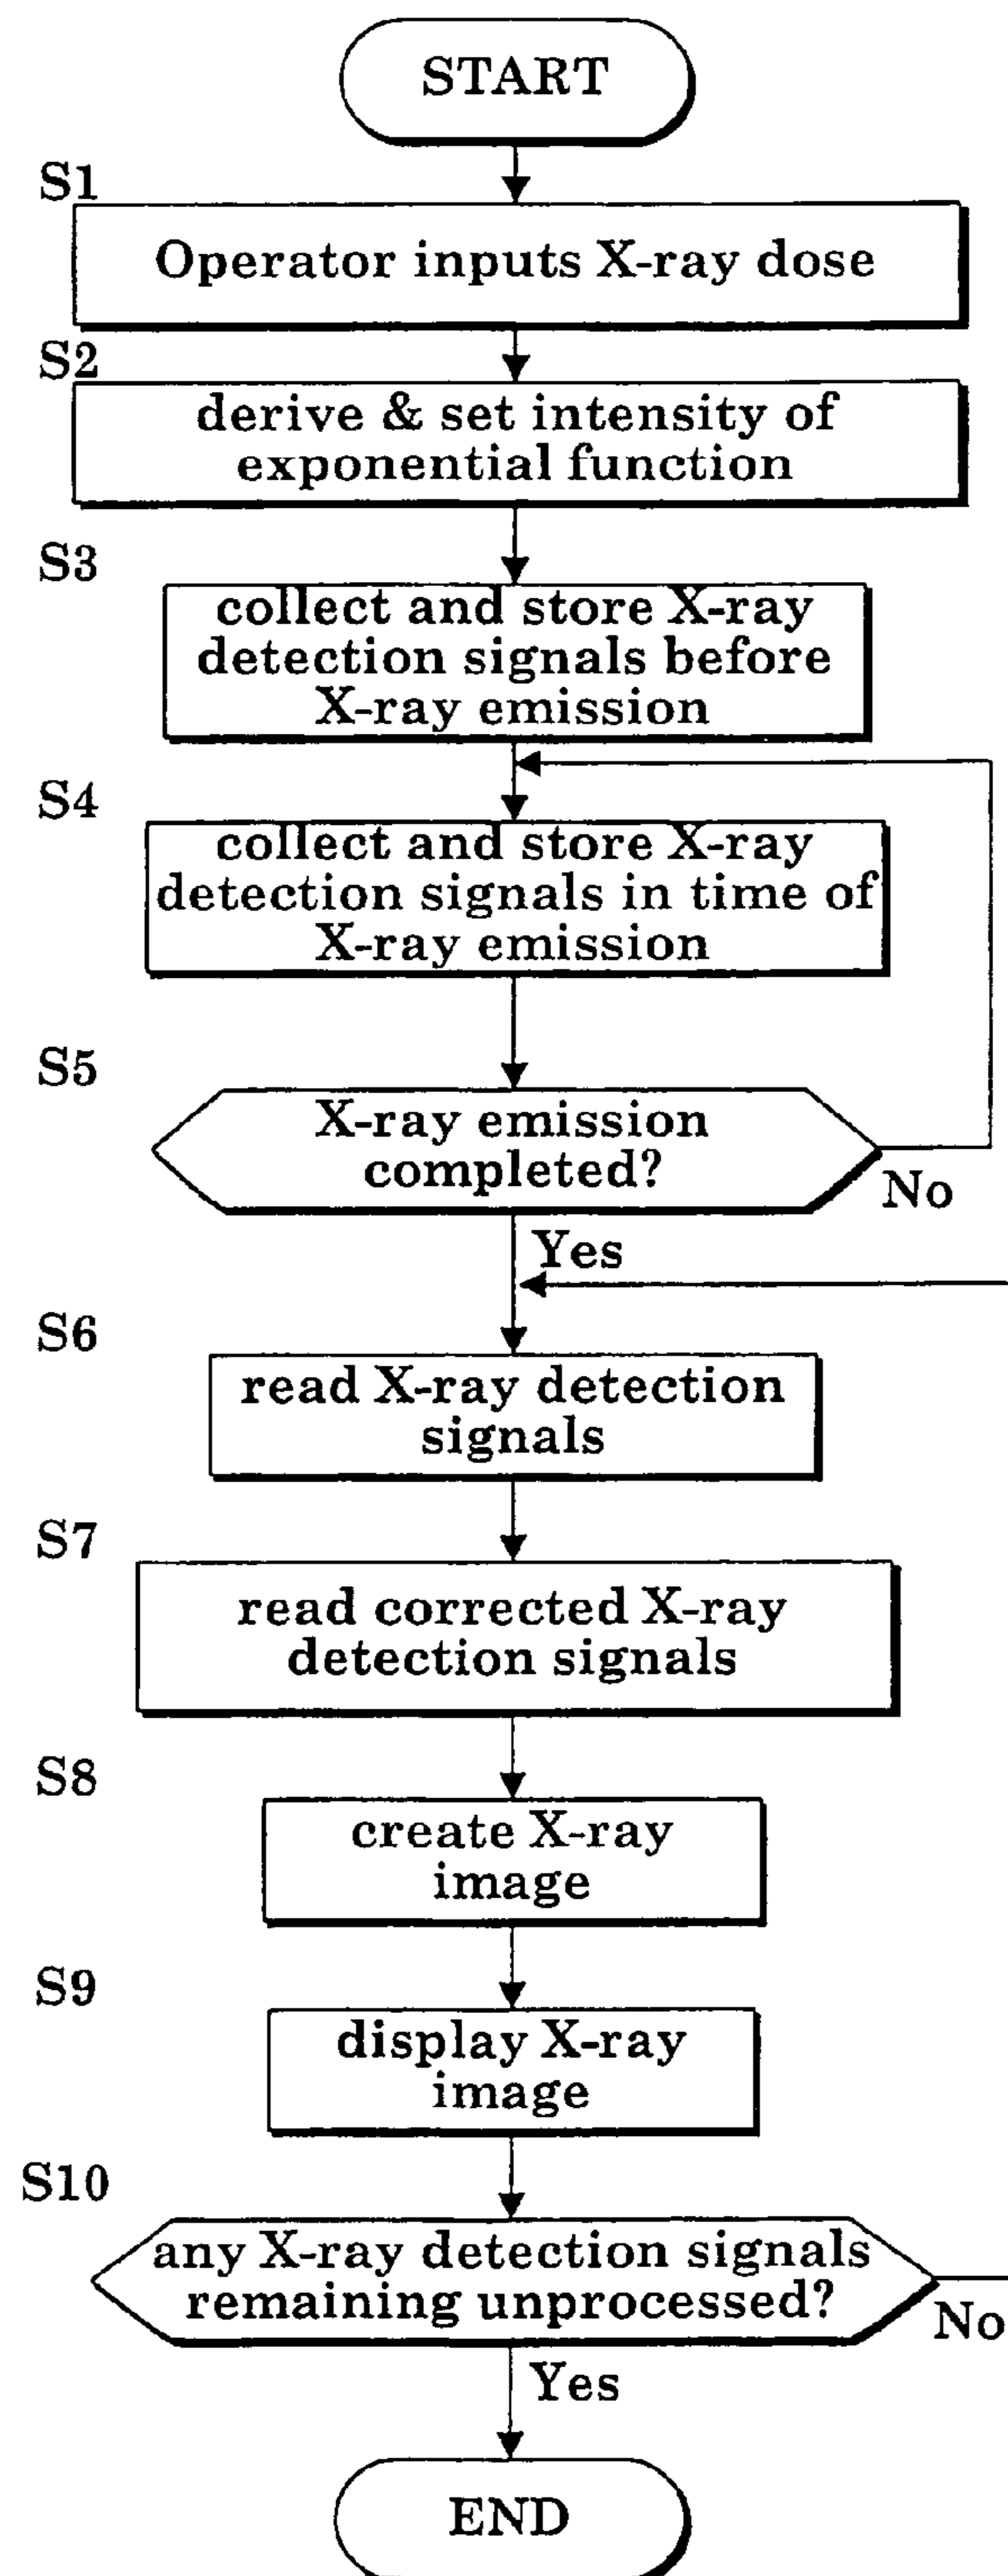 START
S1
Operator inputs X-ray dose
S2
derive & set intensity of
exponential function
S3
collect and store X-ray
detection signals before
X-ray emission
S4
collect and store X-ray
detection signals in time of
X-ray emission
S5
X-ray emission
completed?
No
Yes
S6
read X-ray detection
signals
S7
read corrected X-ray
detection signals
S8
create X-ray
image
S9
display X-ray
image
S10
any X-ray detection signals
remaining unprocessed?
No
Yes
END